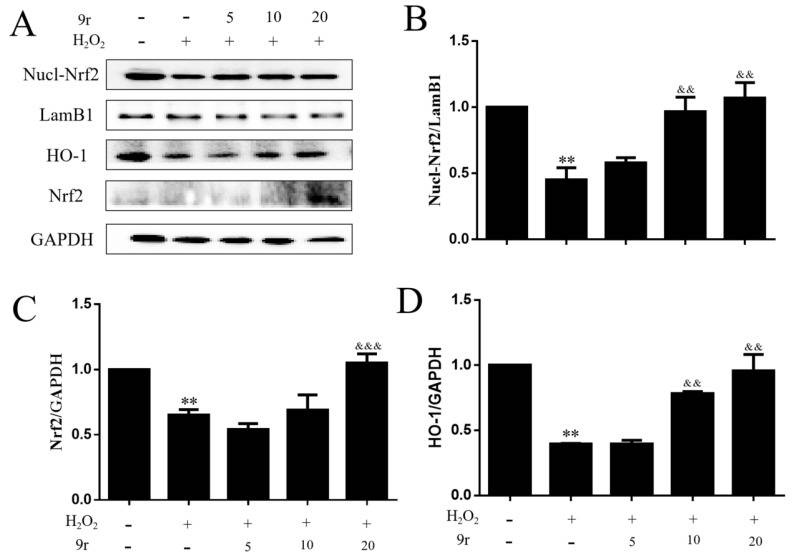 A
9r - - 5 10 20
H₂O₂ - + + + +
Nucl-Nrf2
LamB1
HO-1
Nrf2
GAPDH
B
Nucl-Nrf2/LamB1
1.5
1.0
0.5
0.0
**
&&
&&
C
Nrf2/GAPDH
1.5
1.0
0.5
0.0
**
&&&
H₂O₂ - + + + +
9r - - 5 10 20
D
HO-1/GAPDH
1.5
1.0
0.5
0.0
**
&&
&&
H₂O₂ - + + + +
9r - - 5 10 20